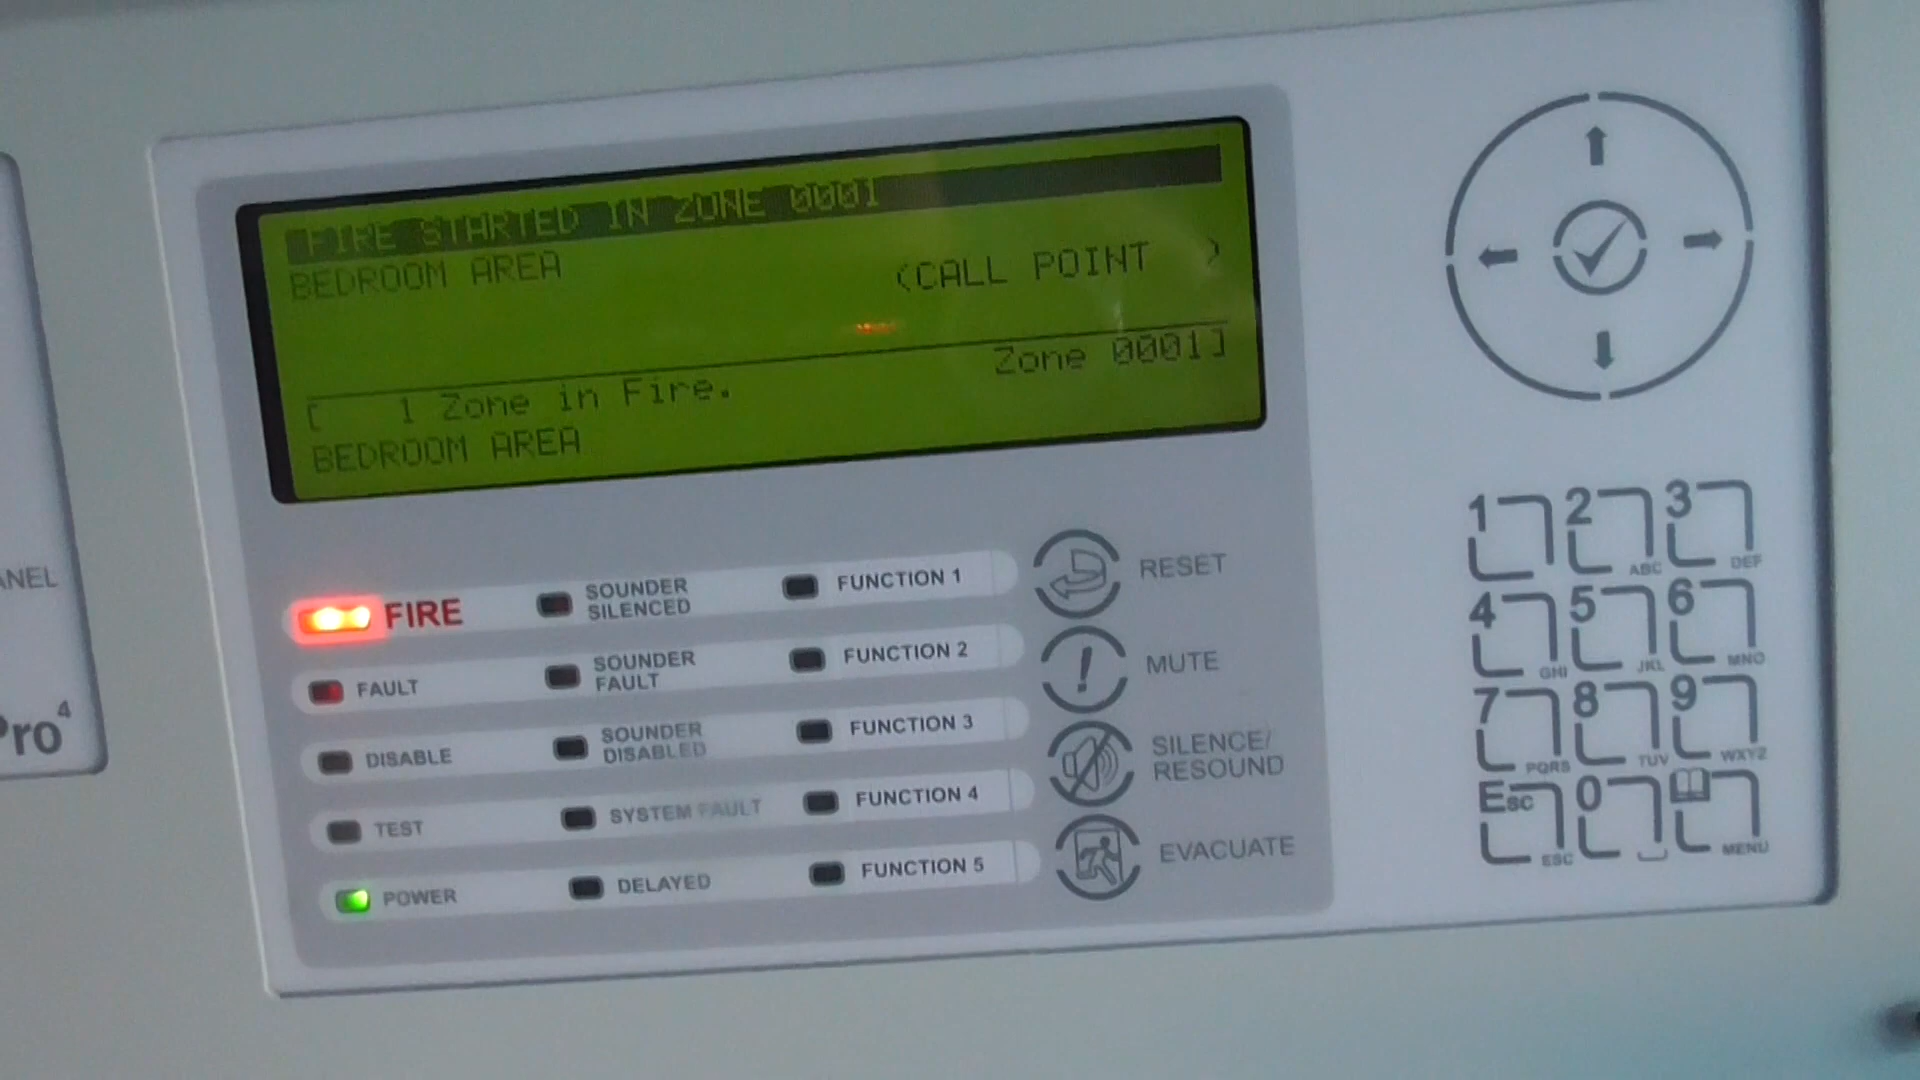 FIRE STARTED IN ZONE 0001
BEDROOM AREA
(CALL POINT )
[ 1 Zone in Fire. Zone 0001]
BEDROOM AREA
ANEL
Pro4
FIRE
FAULT
DISABLE
TEST
POWER
SOUNDER
SILENCED
SOUNDER
FAULT
SOUNDER
DISABLED
SYSTEM FAULT
DELAYED
FUNCTION 1
FUNCTION 2
FUNCTION 3
FUNCTION 4
FUNCTION 5
RESET
! MUTE
SILENCE/
RESOUND
EVACUATE
1 2 ABC 3 DEF
4 GHI 5 JKL 6 MNO
7 PQRS 8 TUV 9 WXYZ
Esc ESC 0 MENU